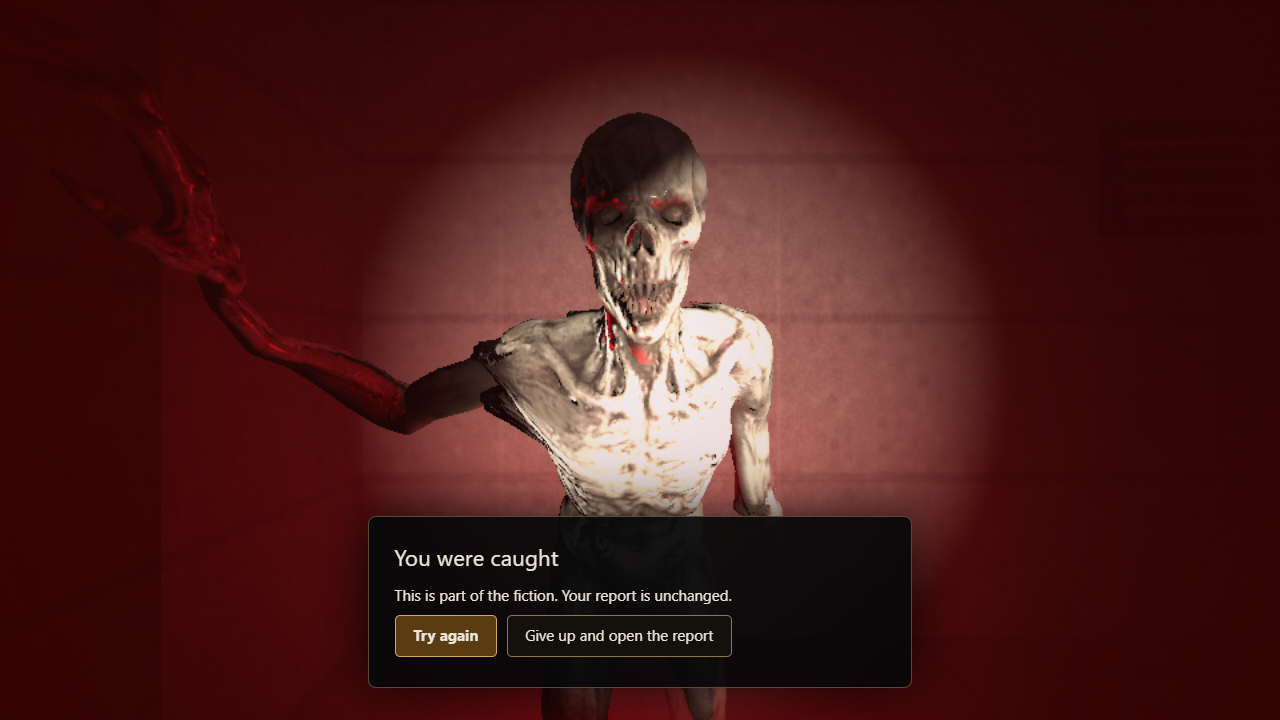 You were caught
This is part of the fiction. Your report is unchanged.
Try again
Give up and open the report